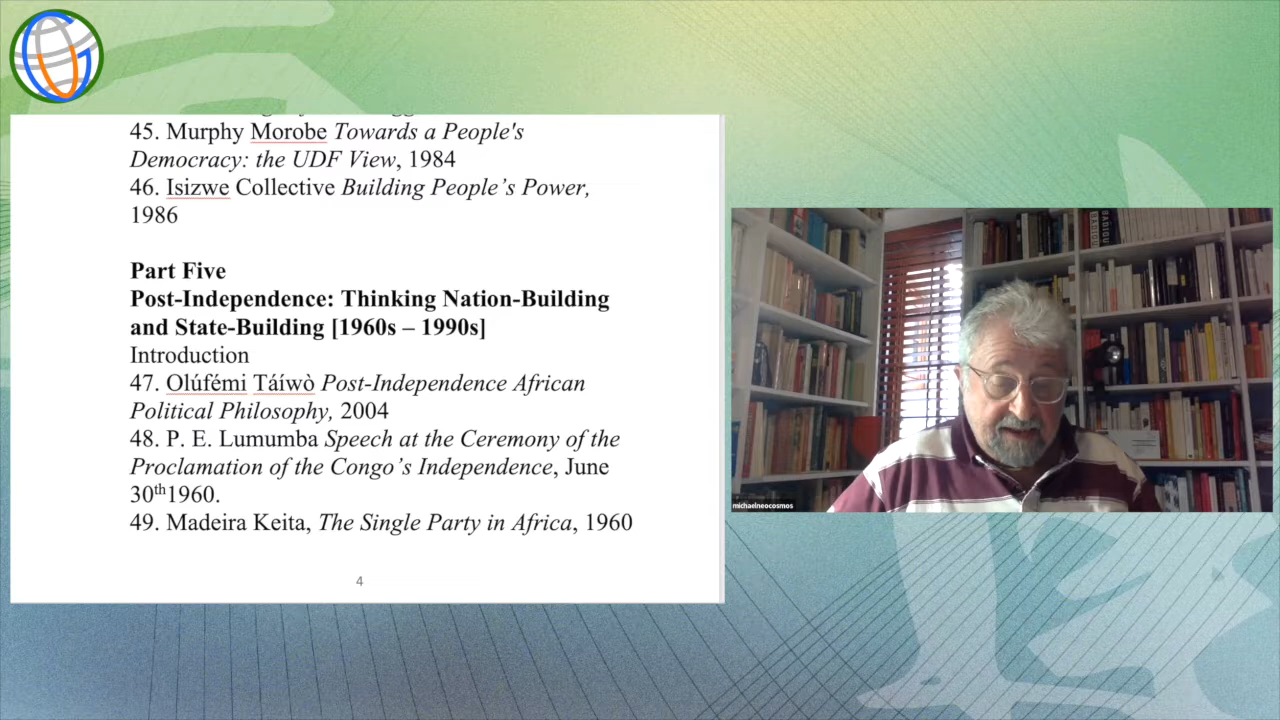 45. Murphy Morobe Towards a People's
Democracy: the UDF View, 1984
46. Isizwe Collective Building People’s Power,
1986
Part Five
Post-Independence: Thinking Nation-Building
and State-Building [1960s – 1990s]
Introduction
47. Olúfémi Táíwò Post-Independence African
Political Philosophy, 2004
48. P. E. Lumumba Speech at the Ceremony of the
Proclamation of the Congo’s Independence, June
30th1960.
49. Madeira Keita, The Single Party in Africa, 1960
4
BADIOU
michaelneocosmos